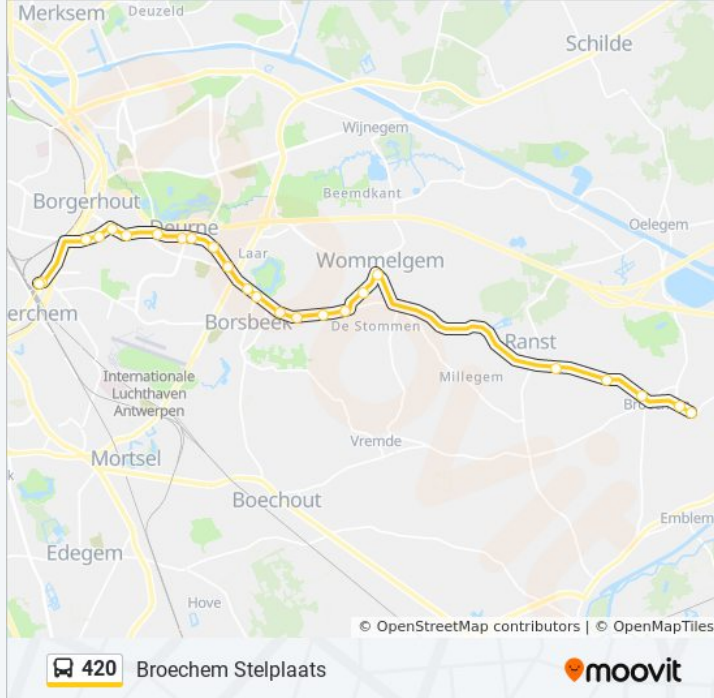 Merksem
Deuzeld
Schilde
Wijnegem
Borgerhout
Beemdkant
Deurne
Oelegem
Laar
Wommelgem
erchem
Borsbeek
De Stommen
Ranst
Internationale
Luchthaven
Antwerpen
Millegem
Bro
Vremde
Mortsel
k
Boechout
Emblem
Edegem
Hove
© OpenStreetMap contributors | © OpenMapTiles
420 Broechem Stelplaats
moovit